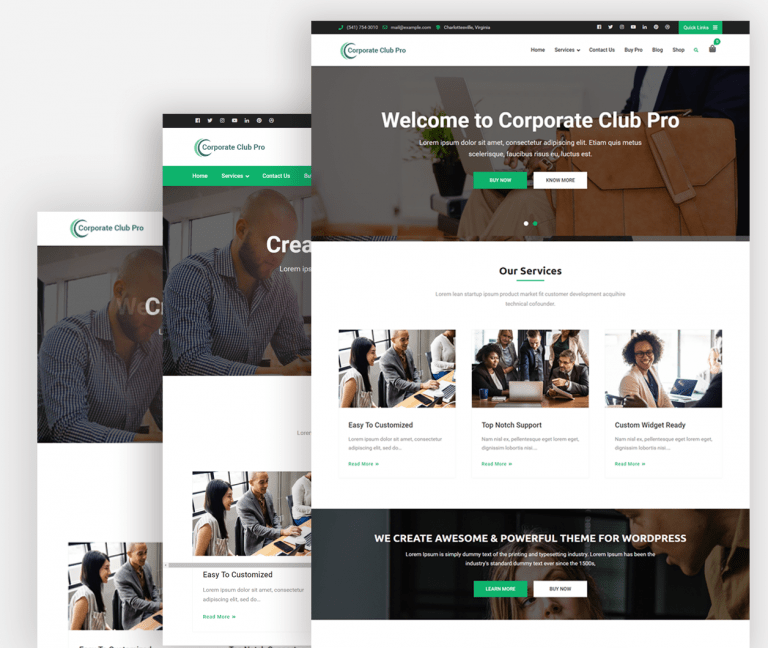 (541) 754-3010 mail@example.com Charlottesville, Virginia
Quick Links
Corporate Club Pro
Home Services Contact Us Buy Pro Blog Shop
0
Welcome to Corporate Club Pro
Lorem ipsum dolor sit amet, consectetur adipiscing elit. Etiam quis metus
scelerisque, faucibus risus eu, luctus est.
BUY NOW KNOW MORE
Our Services
Lorem lean startup ipsum product market fit customer development acquihire
technical cofounder.
Easy To Customized
Lorem ipsum dolor sit amet, consectetur
adipiscing elit, sed do...
Read More »
Top Notch Support
Nam nisl ex, pellentesque eget lorem eget,
dignissim lobortis nisi....
Read More »
Custom Widget Ready
Nam nisl ex, pellentesque eget lorem eget,
dignissim lobortis nisi....
Read More »
WE CREATE AWESOME & POWERFUL THEME FOR WORDPRESS
Lorem Ipsum is simply dummy text of the printing and typesetting industry. Lorem Ipsum has been the
industry's standard dummy text ever since the 1500s,
LEARN MORE BUY NOW
Corporate Club Pro
Home Services Contact Us Bu
Crea
Lorem ips
Lorem
Easy To Customized
Lorem ipsum dolor sit amet, consectetur
adipiscing elit, sed do...
Read More »
Corporate Club Pro